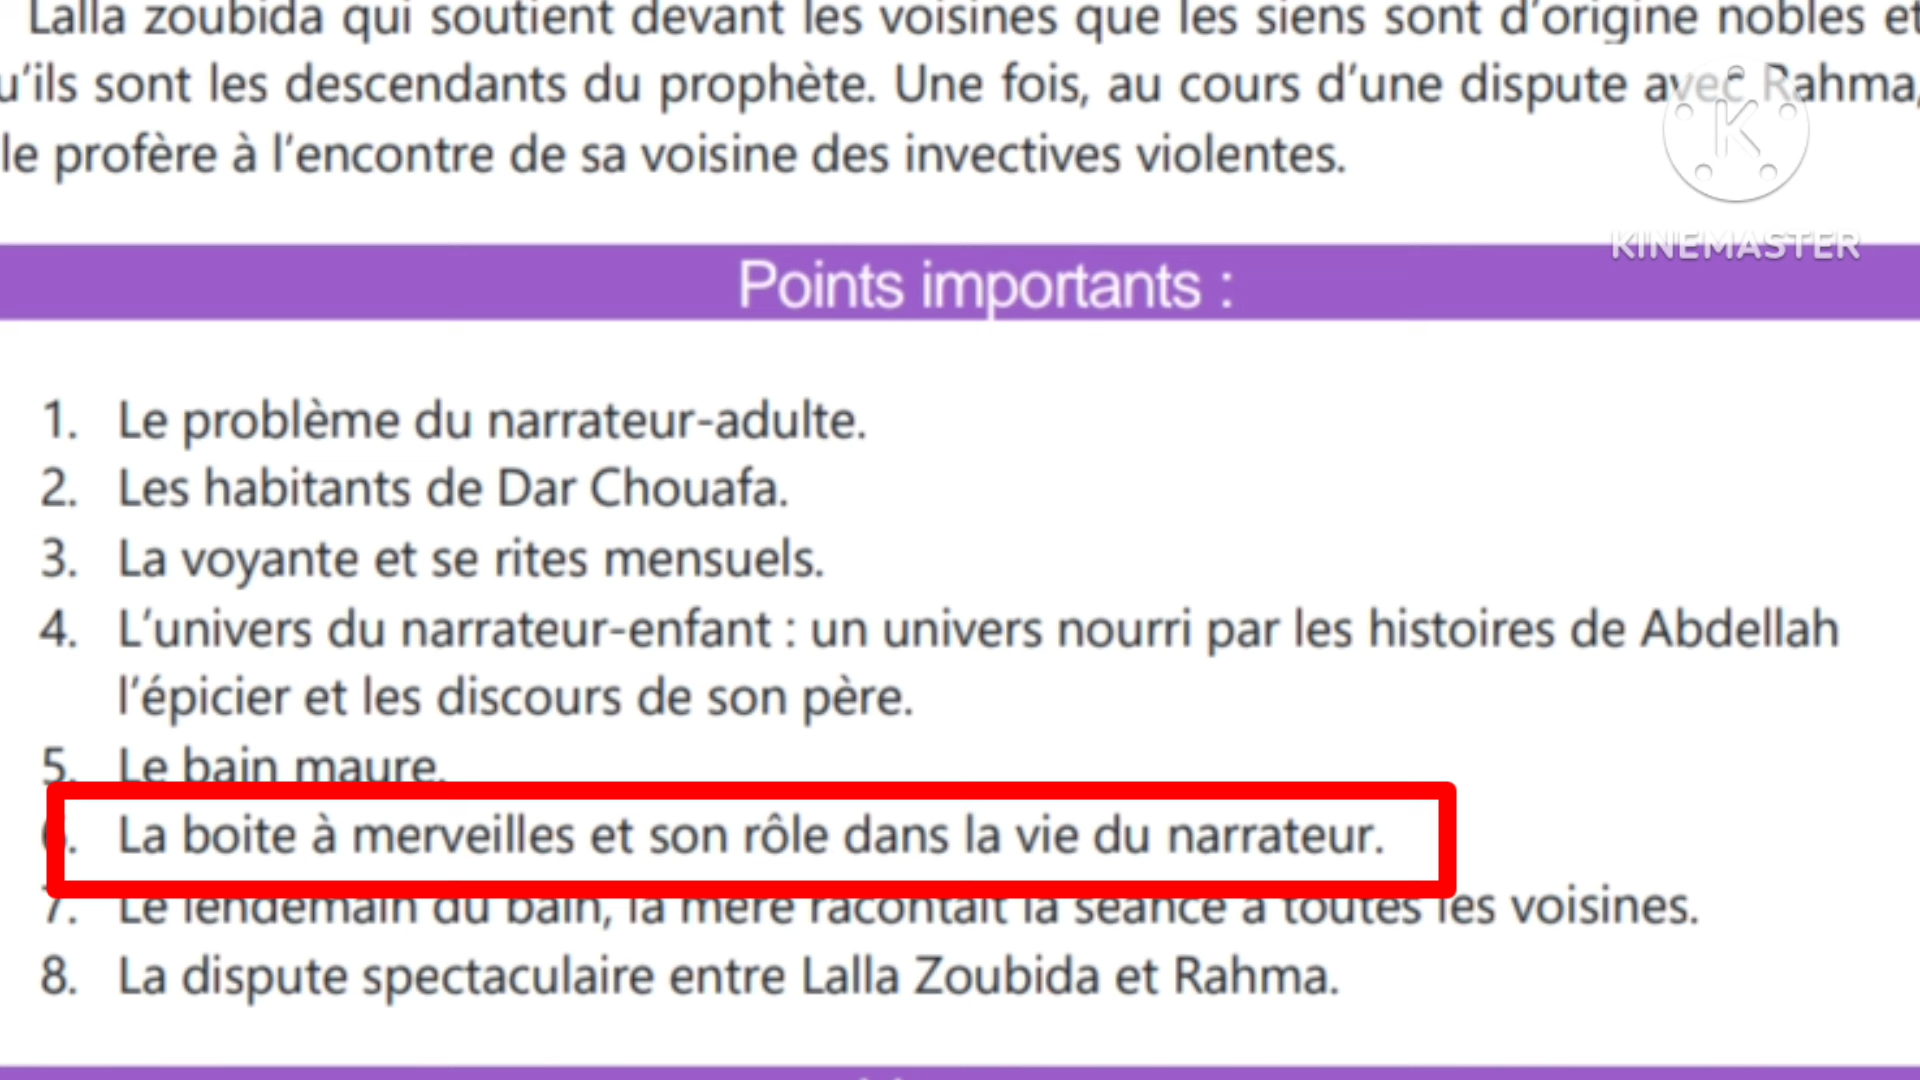 Lalla zoubida qui soutient devant les voisines que les siens sont d'origine nobles et
u'ils sont les descendants du prophète. Une fois, au cours d'une dispute avec Rahma,
le profère à l'encontre de sa voisine des invectives violentes.
K
KINEMASTER
Points importants :
1. Le problème du narrateur-adulte.
2. Les habitants de Dar Chouafa.
3. La voyante et se rites mensuels.
4. L'univers du narrateur-enfant : un univers nourri par les histoires de Abdellah
l'épicier et les discours de son père.
5. Le bain maure.
6. La boite à merveilles et son rôle dans la vie du narrateur.
7. Le lendemain du bain, la mère racontait la séance à toutes les voisines.
8. La dispute spectaculaire entre Lalla Zoubida et Rahma.